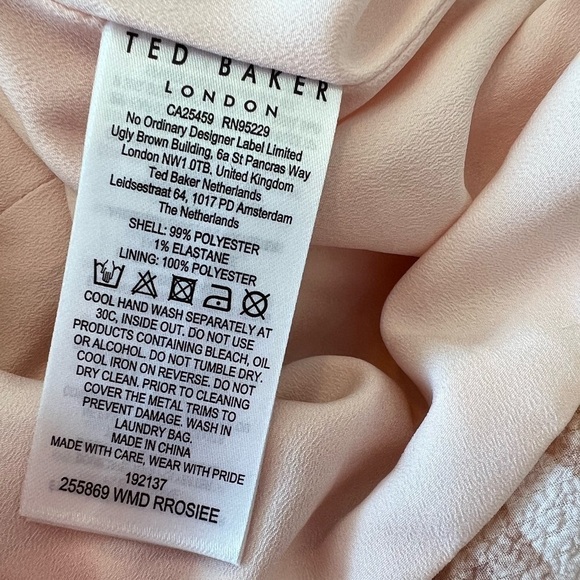 TED BAKER
LONDON
CA25459 RN95229
No Ordinary Designer Label Limited
Ugly Brown Building, 6a St Pancras Way
London NW1 0TB, United Kingdom
Ted Baker Netherlands
Leidsestraat 64, 1017 PD Amsterdam
The Netherlands
SHELL: 99% POLYESTER
1% ELASTANE
LINING: 100% POLYESTER
COOL HAND WASH SEPARATELY AT
30C, INSIDE OUT. DO NOT USE
PRODUCTS CONTAINING BLEACH, OIL
OR ALCOHOL. DO NOT TUMBLE DRY.
COOL IRON ON REVERSE. DO NOT
DRY CLEAN. PRIOR TO CLEANING
COVER THE METAL TRIMS TO
PREVENT DAMAGE. WASH IN
LAUNDRY BAG.
MADE IN CHINA
MADE WITH CARE, WEAR WITH PRIDE
192137
255869 WMD RROSIEE